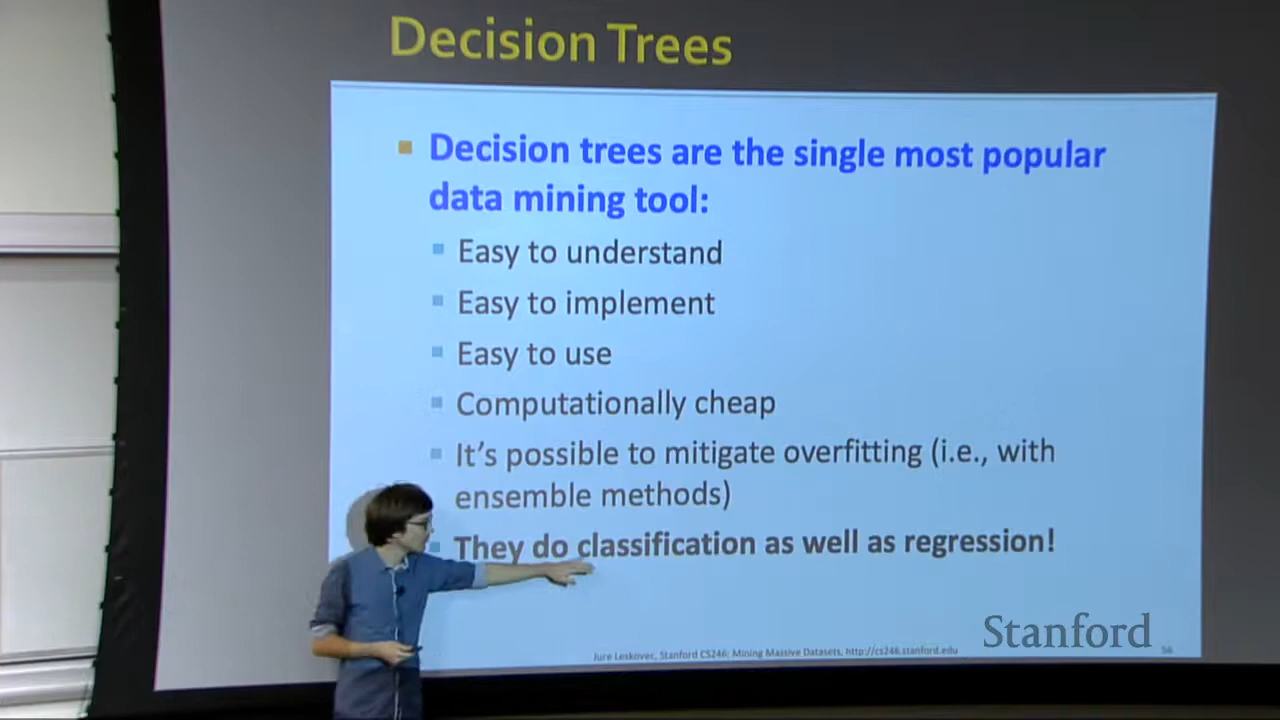 Decision Trees
Decision trees are the single most popular
data mining tool:
Easy to understand
Easy to implement
Easy to use
Computationally cheap
It's possible to mitigate overfitting (i.e., with
ensemble methods)
They do classification as well as regression!
Stanford
Jure Leskovec, Stanford CS246: Mining Massive Datasets, http://cs246.stanford.edu
56